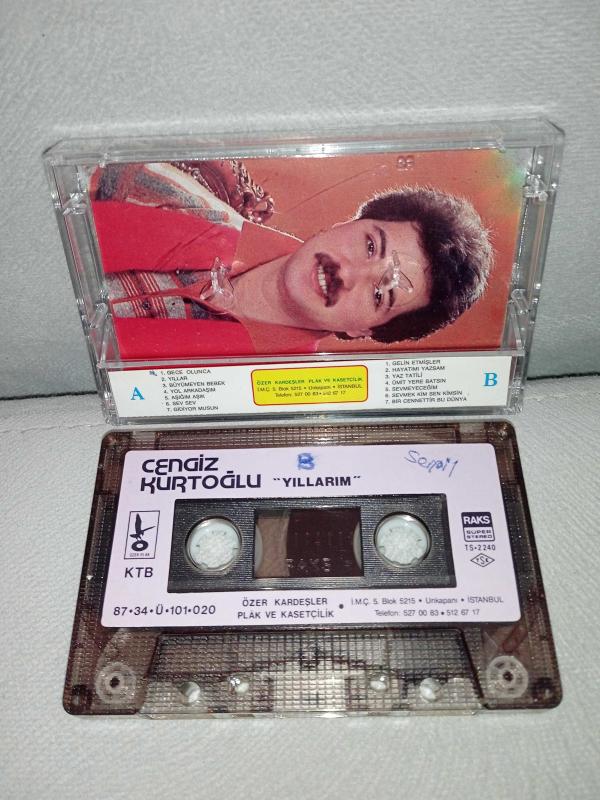 A
1. GECE OLUNCA
2. YILLAR
3. BÜYÜMEYEN BEBEK
4. YOL ARKADAŞIM
5. AŞIĞIM AŞIK
6. SEV SEV
7. GİDİYOR MUSUN
ÖZER KARDEŞLER PLAK VE KASETÇİLİK
İ.M.Ç. 5. Blok 5215 • Unkapanı • İSTANBUL
Telefon: 527 00 83 • 512 67 17
B
1. GELİN ETMİŞLER
2. HAYATIMI YAZSAM
3. YAZ TATİLİ
4. ÜMİT YERE BATSIN
5. SEVMEYECEĞİM
6. SEVMEK KİM SEN KİMSİN
7. BİR CENNETTİR BU DÜNYA
CENGİZ
KURTOĞLU "YILLARIM"
B
KTB
RAKS
RAKS
SUPER
STEREO
TS•2240
TSE
87•34•Ü•101•020
ÖZER KARDEŞLER
PLAK VE KASETÇİLİK
• İ.M.Ç. 5. Blok 5215 • Unkapanı • İSTANBUL
Telefon: 527 00 83 • 512 67 17